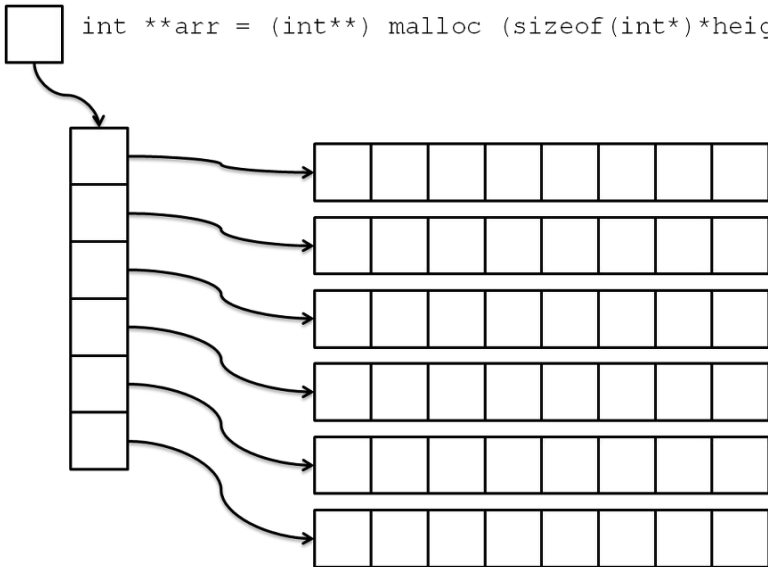 int **arr = (int**) malloc (sizeof(int*)*heig